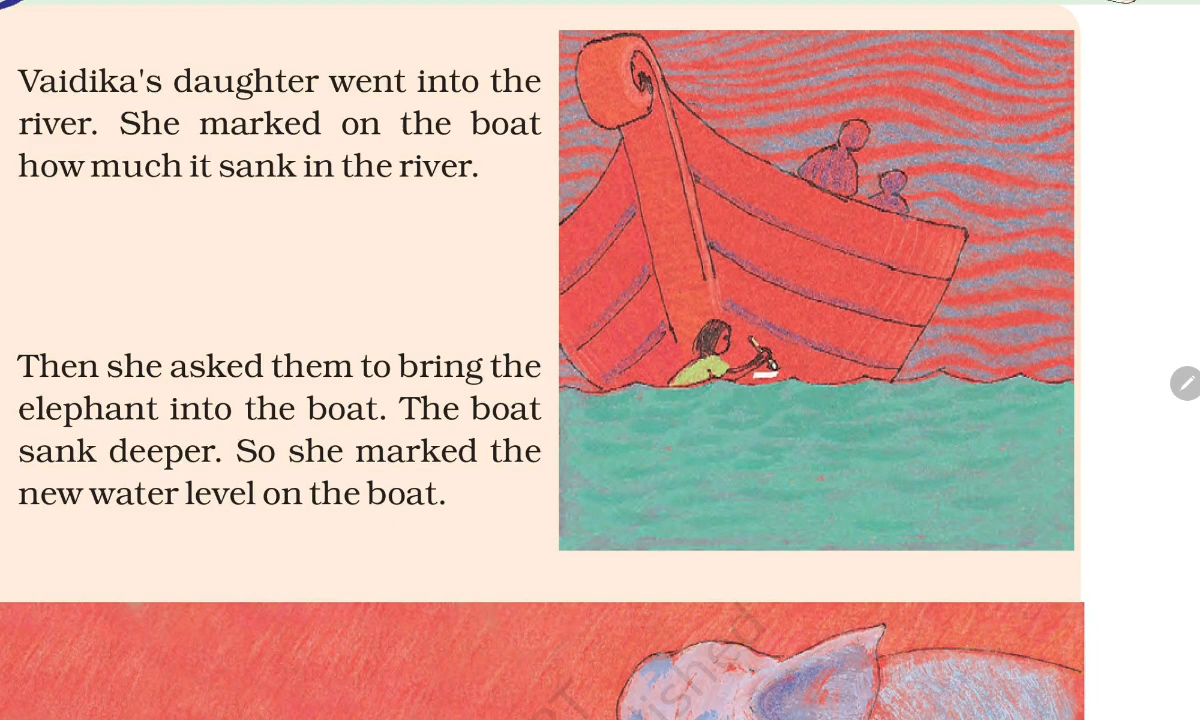 Vaidika's daughter went into the
river. She marked on the boat
how much it sank in the river.
Then she asked them to bring the
elephant into the boat. The boat
sank deeper. So she marked the
new water level on the boat.